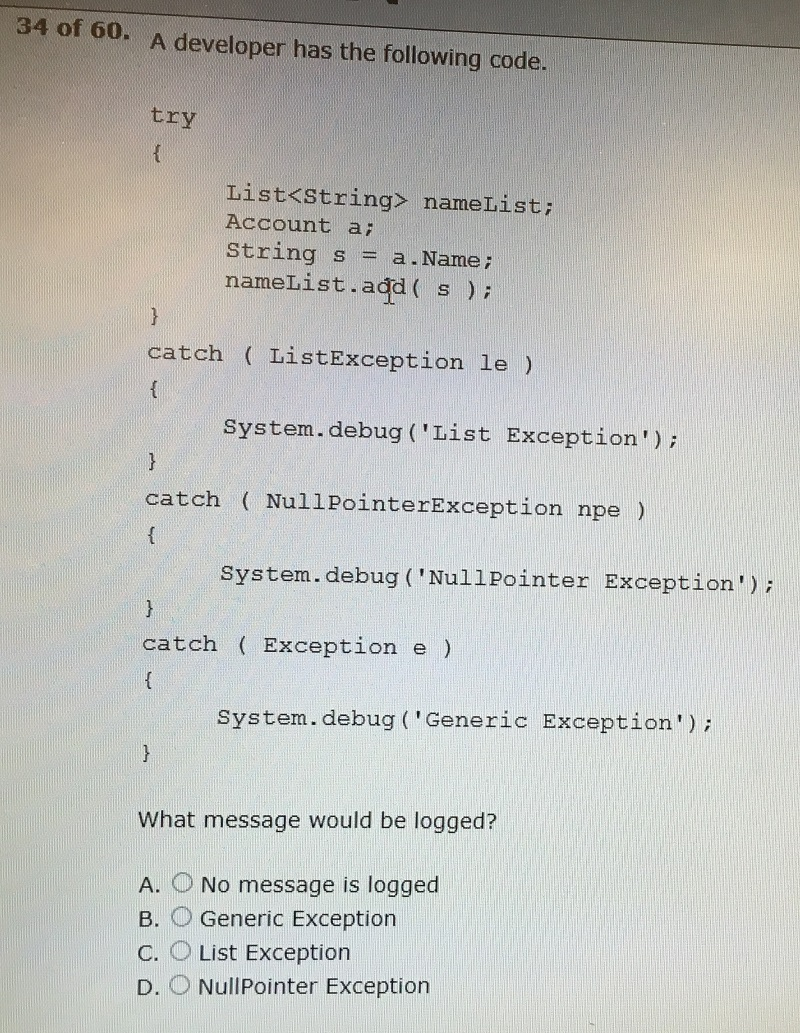 34 of 60. A developer has the following code.
try
{
List<String> nameList;
Account a;
String s = a.Name;
nameList.add( s );
}
catch ( ListException le )
{
System.debug('List Exception');
}
catch ( NullPointerException npe )
{
System.debug('NullPointer Exception');
}
catch ( Exception e )
{
System.debug('Generic Exception');
}
What message would be logged?
A. No message is logged
B. Generic Exception
C. List Exception
D. NullPointer Exception